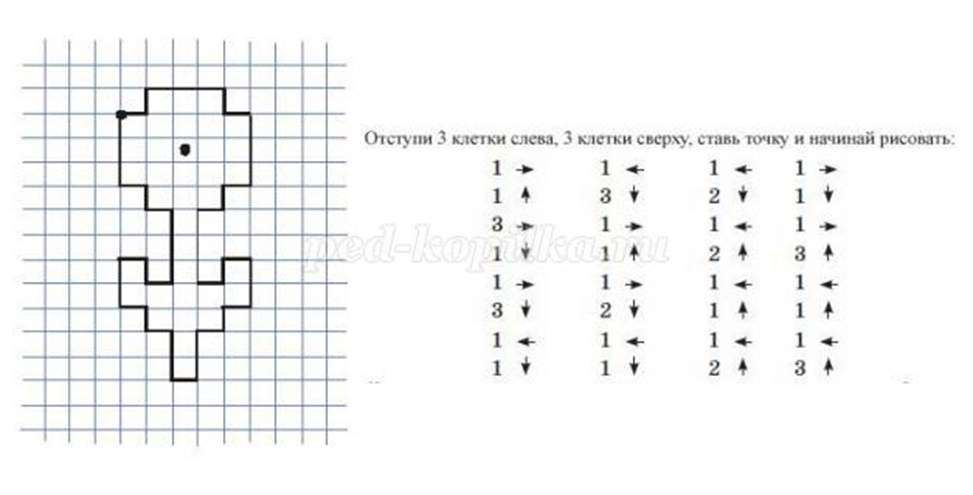 Отступи 3 клетки слева, 3 клетки сверху, ставь точку и начинай рисовать:
1 → 1 ← 1 ← 1 →
1 ↑ 3 ↓ 2 ↓ 1 ↓
3 → 1 → 1 ← 1 →
1 ↓ 1 ↑ 2 ↑ 3 ↑
1 → 1 → 1 ← 1 ←
3 ↓ 2 ↓ 1 ↑ 1 ↑
1 ← 1 ← 1 ← 1 ←
1 ↓ 1 ↓ 2 ↑ 3 ↑
ped-kopilka.ru